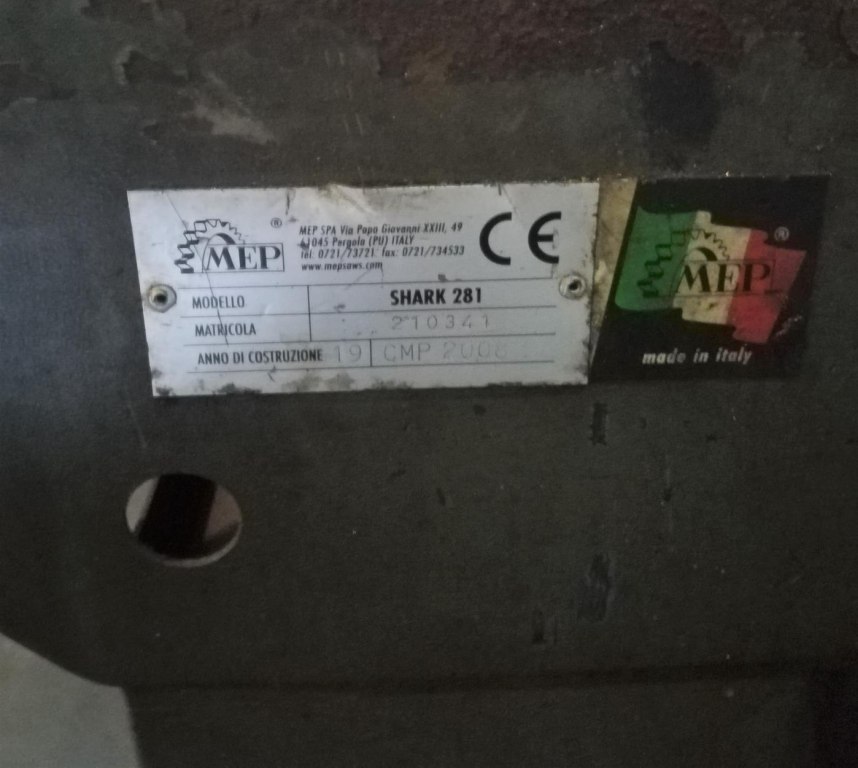 MEP ®
MEP SPA Via Papa Giovanni XXIII, 49
61045 Pergola (PU) ITALY
tel. 0721/73721. fax: 0721/734533
www.mepsaws.com
CE
MODELLO SHARK 281
MATRICOLA 210341
ANNO DI COSTRUZIONE 19 CMP 2008
MEP ®
made in italy